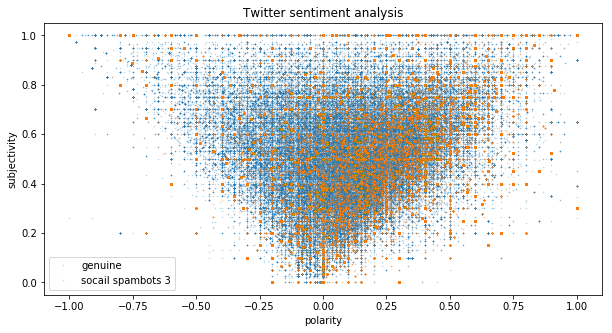 Twitter sentiment analysis
subjectivity
1.0
0.8
0.6
0.4
0.2
0.0
genuine
socail spambots 3
−1.00 −0.75 −0.50 −0.25 0.00 0.25 0.50 0.75 1.00
polarity